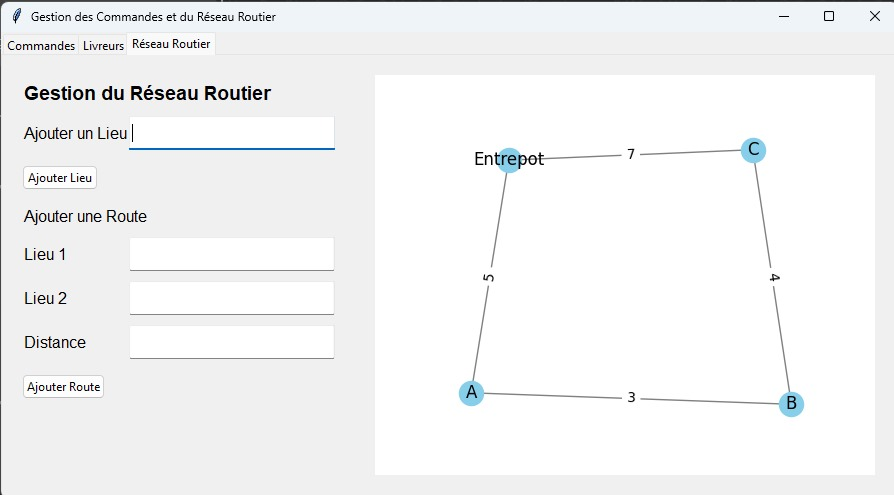 Gestion des Commandes et du Réseau Routier
Commandes Livreurs Réseau Routier
Gestion du Réseau Routier
Ajouter un Lieu
Ajouter Lieu
Ajouter une Route
Lieu 1
Lieu 2
Distance
Ajouter Route
Entrepot
7
C
5
4
A
3
B